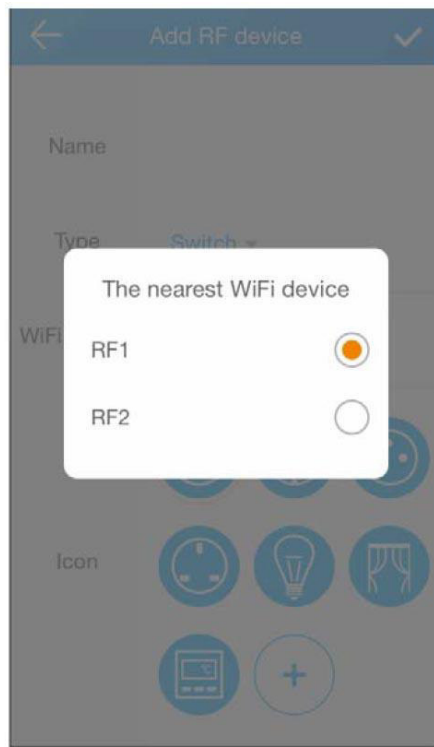 Add RF device
Name
Type Switch
The nearest WiFi device
WiFi
RF1
RF2
Icon
°C